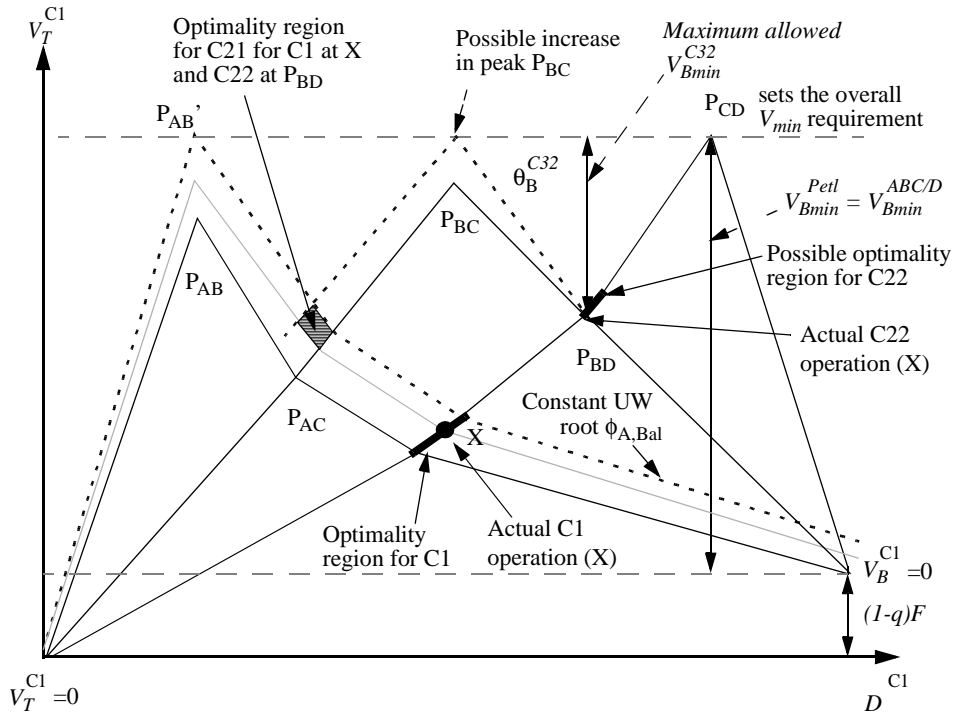 V_T^C1
Optimality region
for C21 for C1 at X
and C22 at P_BD
Possible increase
in peak P_BC
Maximum allowed
V_Bmin^C32
P_AB'
P_CD
sets the overall
V_min requirement
θ_B^C32
V_Bmin^Petl = V_Bmin^ABC/D
P_BC
P_AB
Possible optimality
region for C22
Actual C22
operation (X)
P_BD
P_AC
Constant UW
root ϕ_A,Bal
X
Optimality
region for C1
Actual C1
operation (X)
V_B^C1 =0
(1-q)F
V_T^C1 =0
D^C1